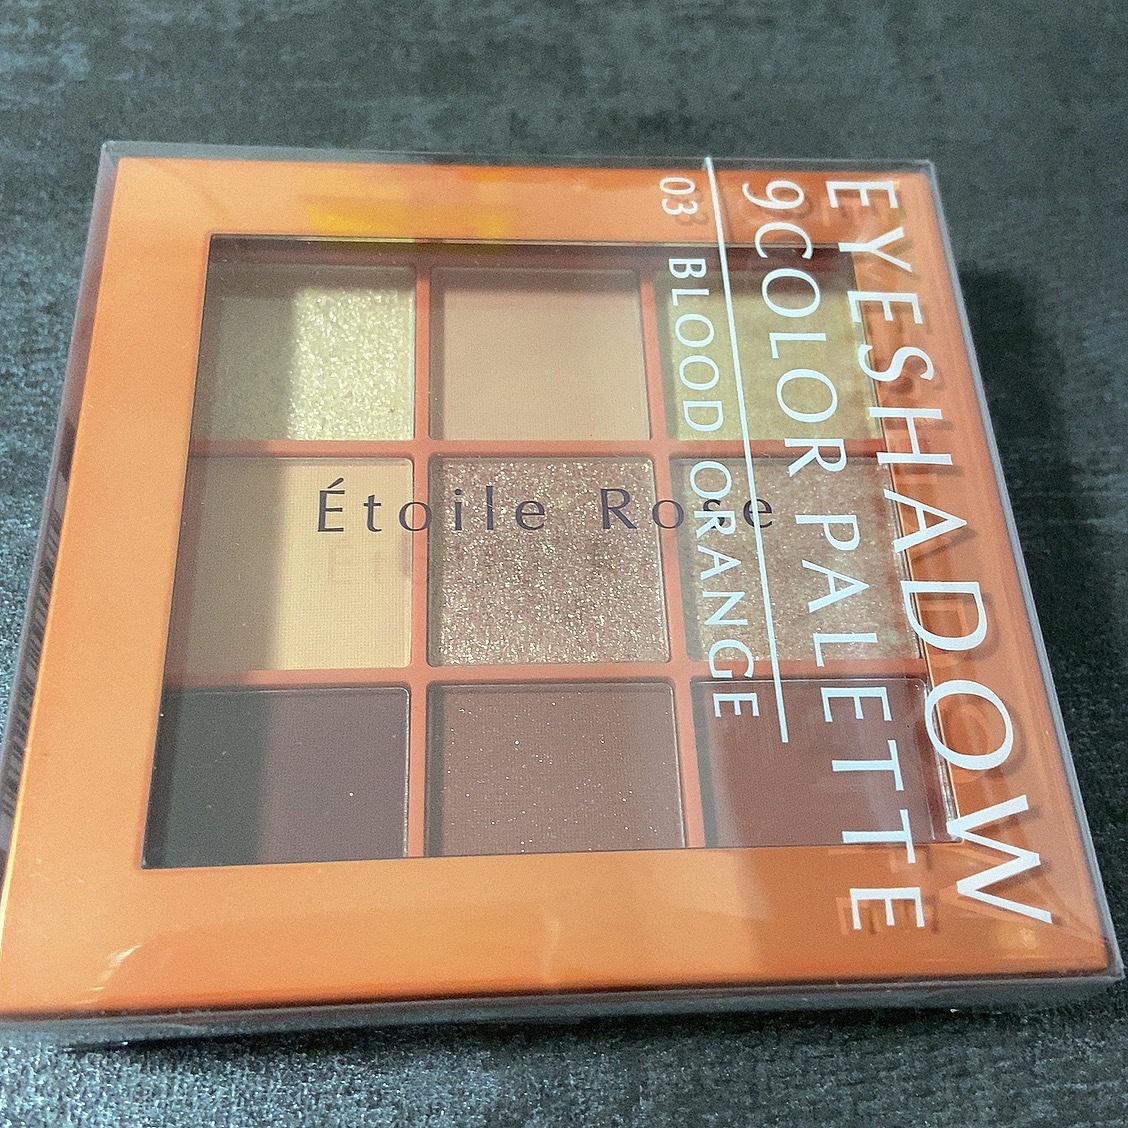 EYESHADOW
9COLOR PALETTE
03 BLOOD ORANGE
Étoile Rose